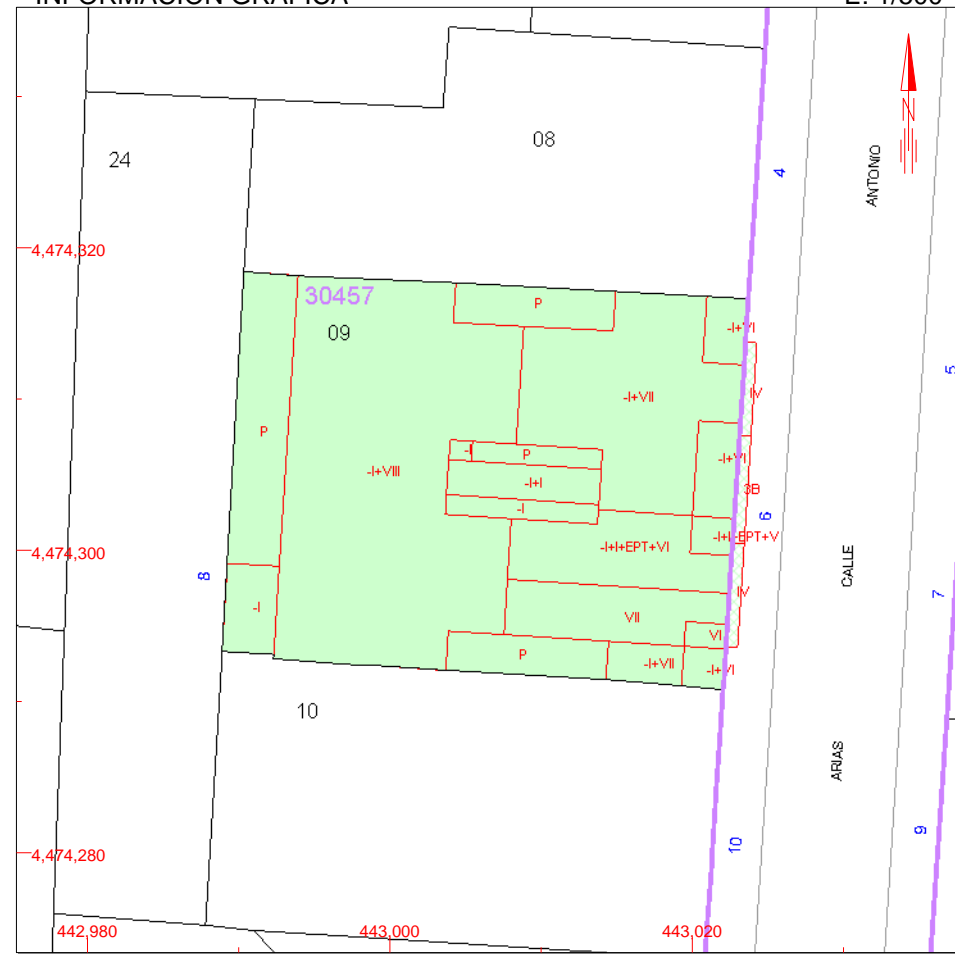 INFORMACIÓN GRÁFICA
E: 1/500
08
24
4
ANTONIO
4,474,320
30457
09
P
-I+VI
5
IV
-I+VII
P
-I
P
-I+VI
-I+VIII
-I+I
3B
-I
6
-I+I+EPT+V
-I+I+EPT+VI
4,474,300
CALLE
8
IV
7
-I
VII
VI
P
-I+VII
-I+VI
10
ARIAS
9
10
4,474,280
442,980
443,000
443,020
N